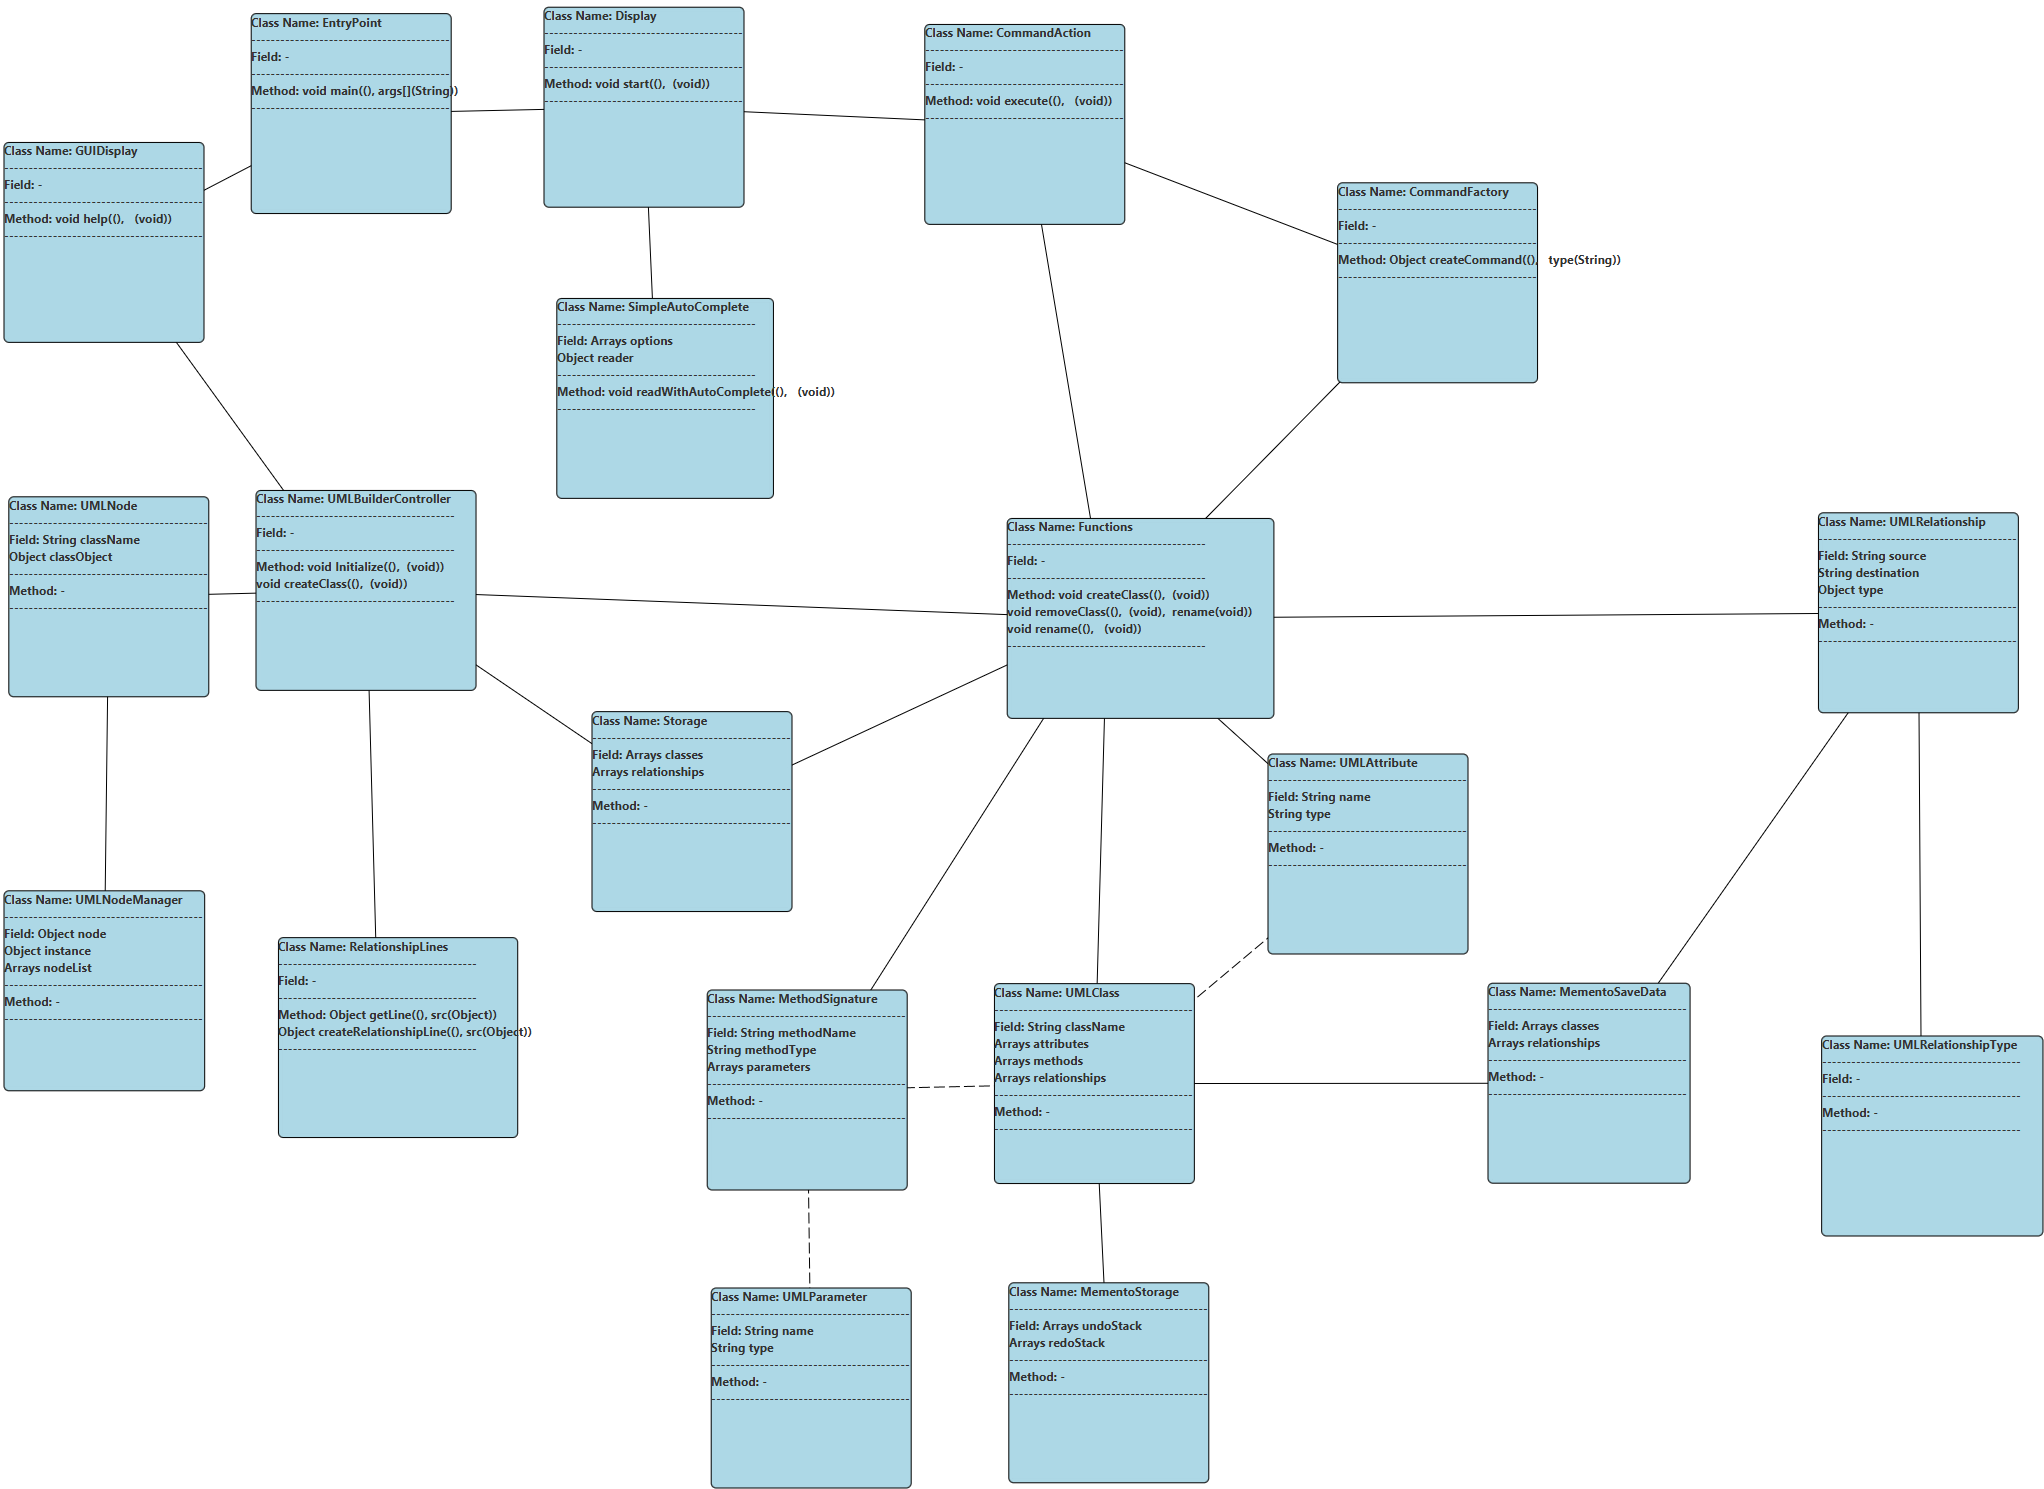 Class Name: EntryPoint
Field: -
Method: void main((), args[](String))
Class Name: Display
Field: -
Method: void start((),  (void))
Class Name: CommandAction
Field: -
Method: void execute((),   (void))
Class Name: GUIDisplay
Field: -
Method: void help((),   (void))
Class Name: CommandFactory
Field: -
Method: Object createCommand((),   type(String))
Class Name: SimpleAutoComplete
Field: Arrays options
Object reader
Method: void readWithAutoComplete((),   (void))
Class Name: UMLNode
Field: String className
Object classObject
Method: -
Class Name: UMLBuilderController
Field: -
Method: void Initialize((),  (void))
void createClass((),  (void))
Class Name: Functions
Field: -
Method: void createClass((),  (void))
void removeClass((),  (void),  rename(void))
void rename((),   (void))
Class Name: UMLRelationship
Field: String source
String destination
Object type
Method: -
Class Name: Storage
Field: Arrays classes
Arrays relationships
Method: -
Class Name: UMLAttribute
Field: String name
String type
Method: -
Class Name: UMLNodeManager
Field: Object node
Object instance
Arrays nodeList
Method: -
Class Name: RelationshipLines
Field: -
Method: Object getLine((), src(Object))
Object createRelationshipLine((), src(Object))
Class Name: MethodSignature
Field: String methodName
String methodType
Arrays parameters
Method: -
Class Name: UMLClass
Field: String className
Arrays attributes
Arrays methods
Arrays relationships
Method: -
Class Name: MementoSaveData
Field: Arrays classes
Arrays relationships
Method: -
Class Name: UMLRelationshipType
Field: -
Method: -
Class Name: UMLParameter
Field: String name
String type
Method: -
Class Name: MementoStorage
Field: Arrays undoStack
Arrays redoStack
Method: -